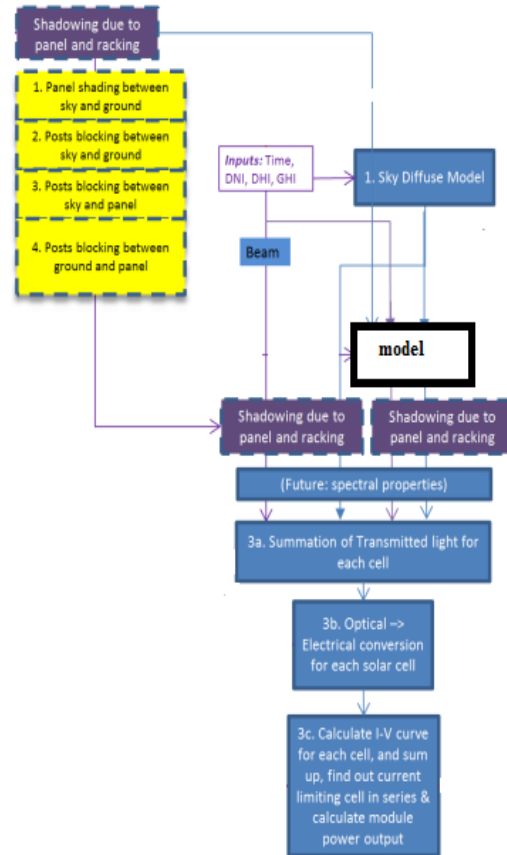 Shadowing due to
panel and racking
1. Panel shading between
sky and ground
2. Posts blocking between
sky and ground
3. Posts blocking between
sky and panel
4. Posts blocking between
ground and panel
Inputs: Time,
DNI, DHI, GHI
1. Sky Diffuse Model
Beam
model
Shadowing due to
panel and racking
Shadowing due to
panel and racking
(Future: spectral properties)
3a. Summation of Transmitted light for
each cell
3b. Optical –>
Electrical conversion
for each solar cell
3c. Calculate I-V curve
for each cell, and sum
up, find out current
limiting cell in series &
calculate module
power output